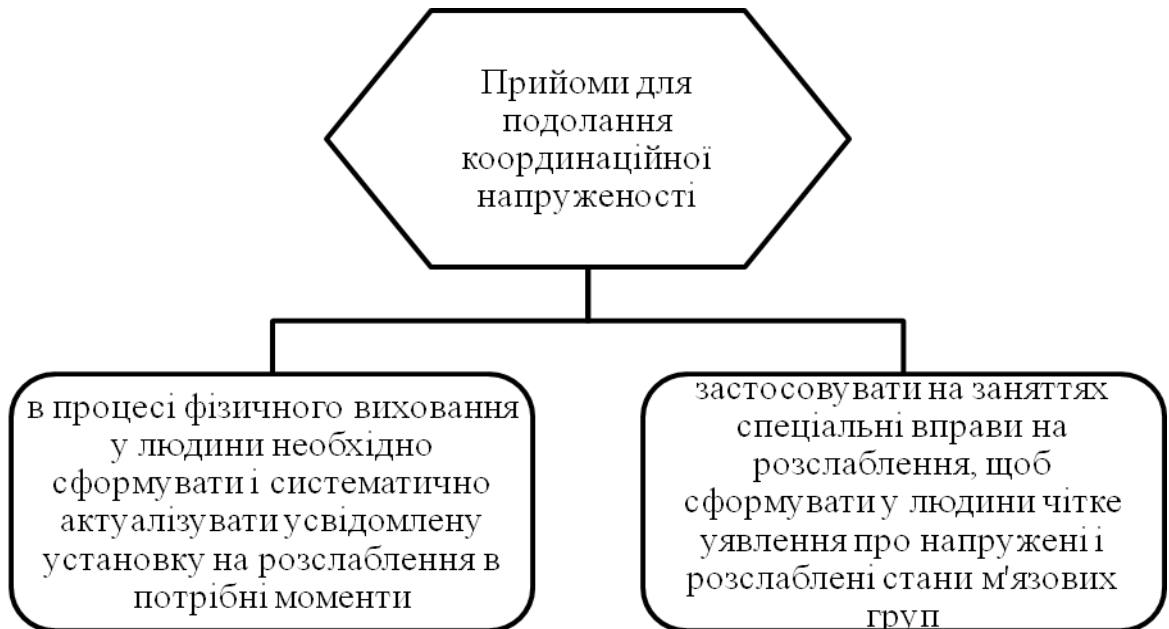 Прийоми для
подолання
координаційної
напруженості
в процесі фізичного виховання
у людини необхідно
сформувати і систематично
актуалізувати усвідомлену
установку на розслаблення в
потрібні моменти
застосовувати на заняттях
спеціальні вправи на
розслаблення, щоб
сформувати у людини чітке
уявлення про напружені і
розслаблені стани м'язових
груп